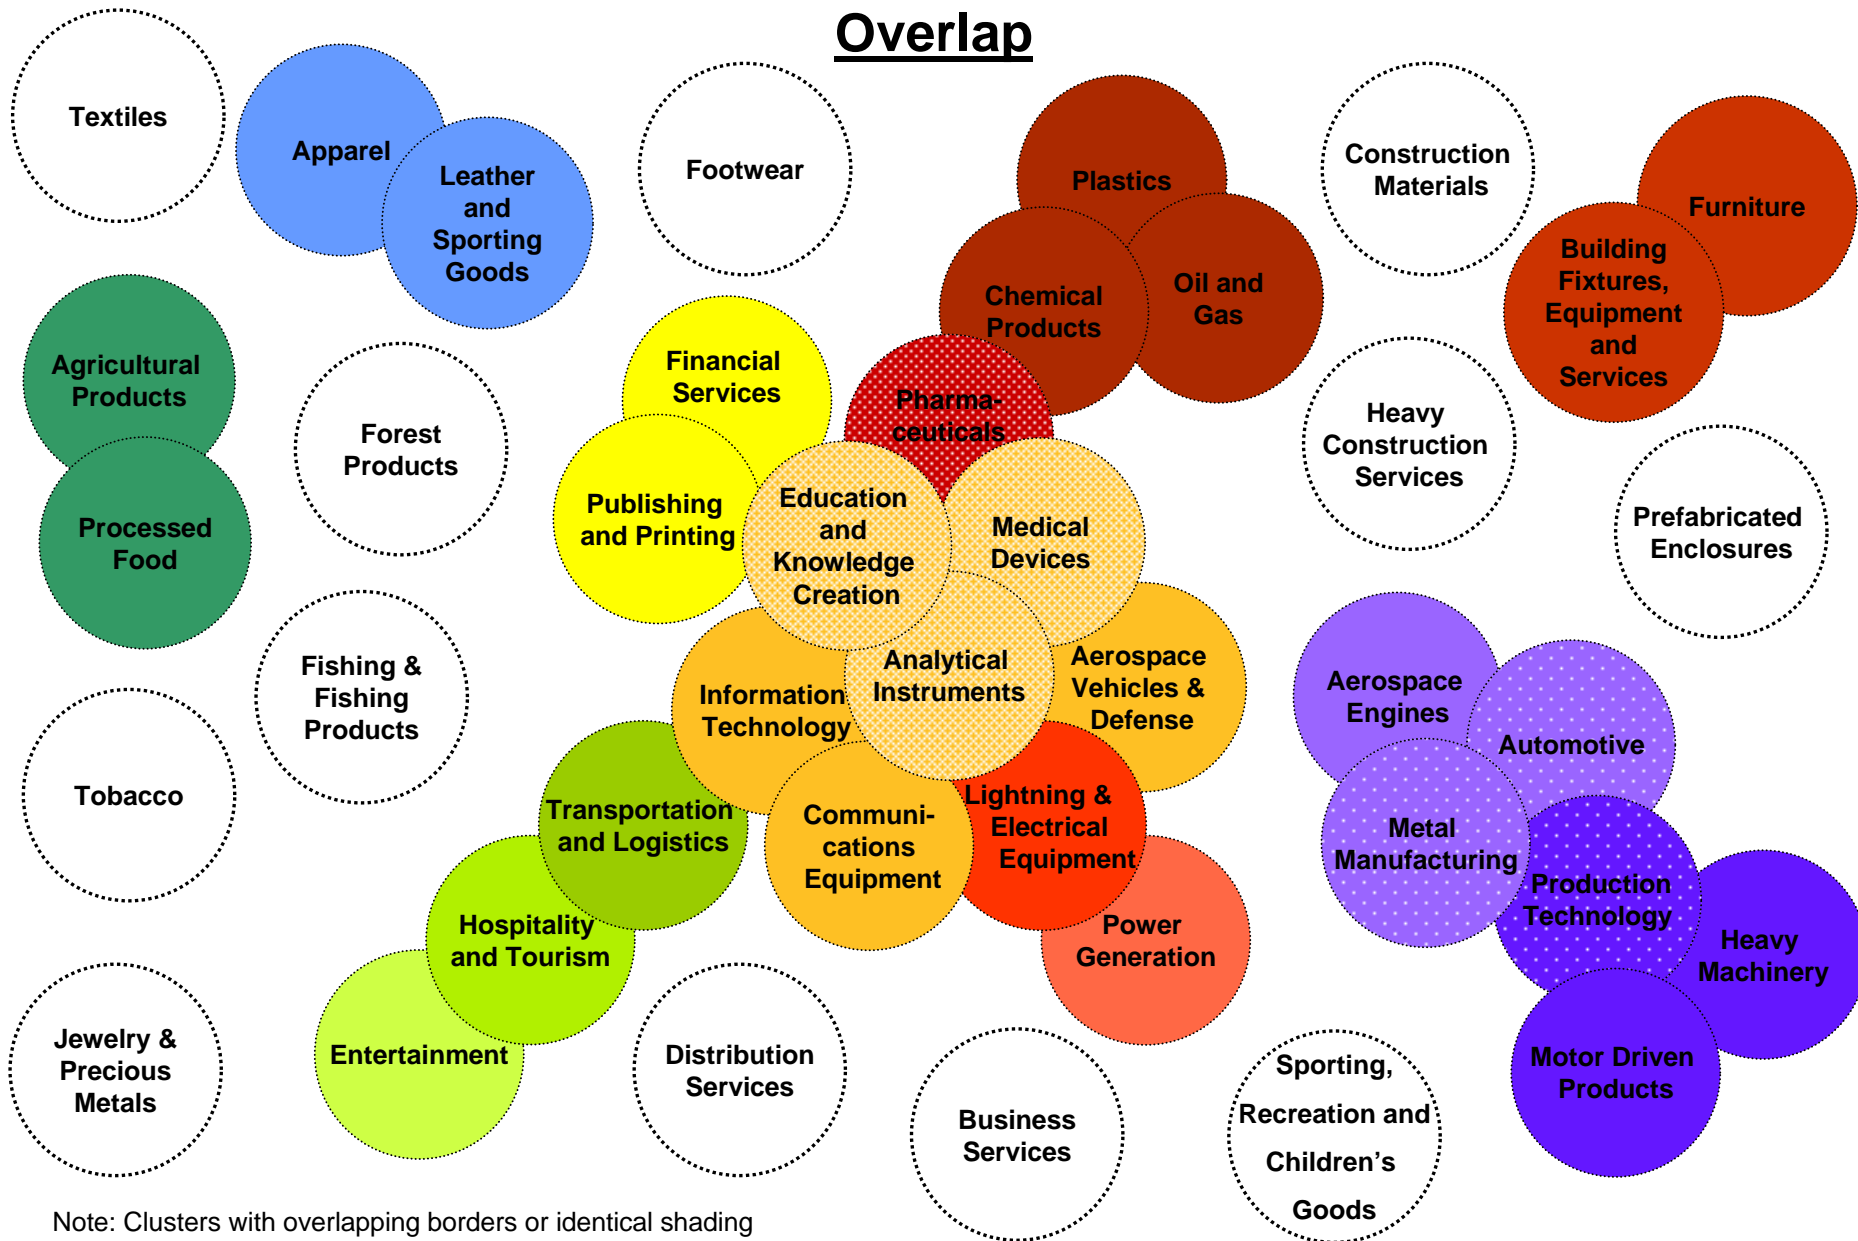 Overlap
Textiles
Apparel
Leather
and
Sporting
Goods
Footwear
Plastics
Construction
Materials
Furniture
Building
Fixtures,
Equipment
and
Services
Chemical
Products
Oil and
Gas
Agricultural
Products
Forest
Products
Financial
Services
Pharma-
ceuticals
Heavy
Construction
Services
Processed
Food
Publishing
and Printing
Education
and
Knowledge
Creation
Medical
Devices
Prefabricated
Enclosures
Fishing &
Fishing
Products
Information
Technology
Analytical
Instruments
Aerospace
Vehicles &
Defense
Aerospace
Engines
Automotive
Tobacco
Transportation
and Logistics
Communi-
cations
Equipment
Lightning &
Electrical
Equipment
Metal
Manufacturing
Production
Technology
Hospitality
and Tourism
Power
Generation
Heavy
Machinery
Jewelry &
Precious
Metals
Entertainment
Distribution
Services
Business
Services
Sporting,
Recreation and
Children's
Goods
Motor Driven
Products
Note: Clusters with overlapping borders or identical shading